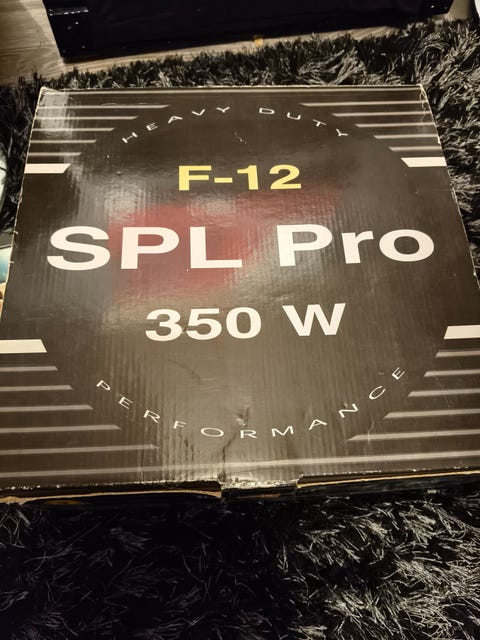 HEAVY DUTY
F-12
SPL Pro
350 W
PERFORMANCE